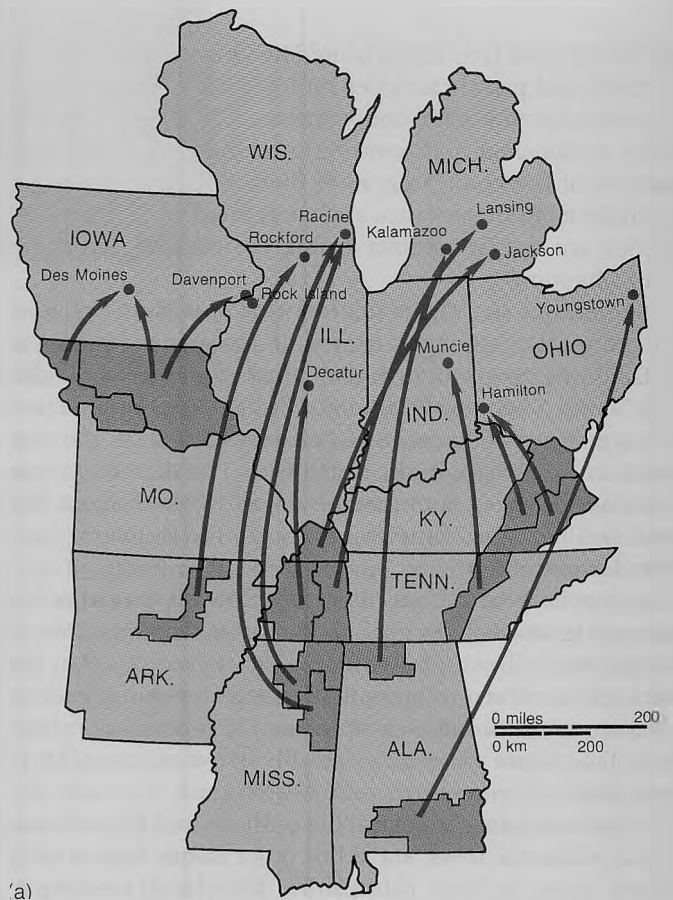 WIS.
MICH.
Racine
Lansing
Kalamazoo
IOWA
Rockford
Jackson
Des Moines
Davenport
Rock Island
Youngstown
ILL.
OHIO
Muncie
Decatur
Hamilton
IND.
MO.
KY.
TENN.
ARK.
0 miles 200
0 km 200
ALA.
MISS.
(a)